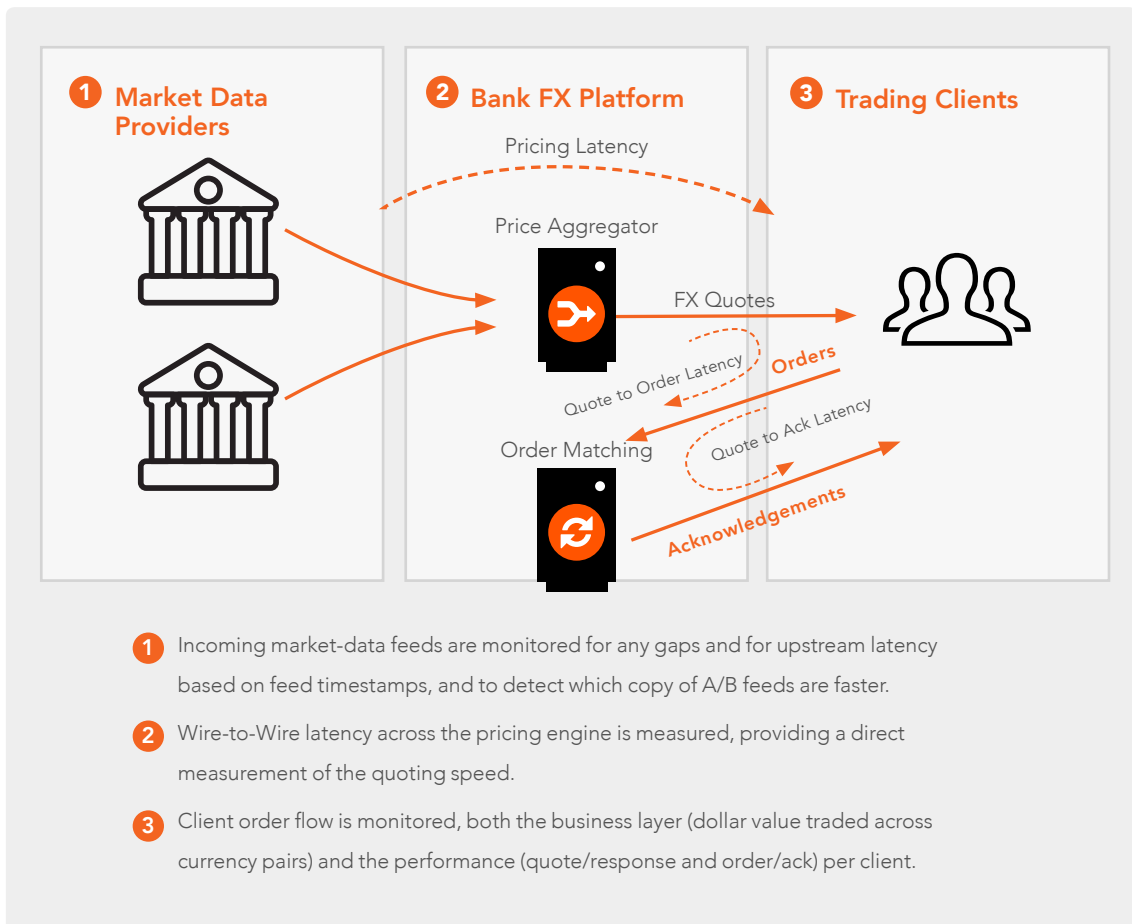 1 Market Data
Providers
2 Bank FX Platform
3 Trading Clients
Pricing Latency
Price Aggregator
FX Quotes
Quote to Order Latency
Orders
Quote to Ack Latency
Order Matching
Acknowledgements
1 Incoming market-data feeds are monitored for any gaps and for upstream latency
based on feed timestamps, and to detect which copy of A/B feeds are faster.
2 Wire-to-Wire latency across the pricing engine is measured, providing a direct
measurement of the quoting speed.
3 Client order flow is monitored, both the business layer (dollar value traded across
currency pairs) and the performance (quote/response and order/ack) per client.